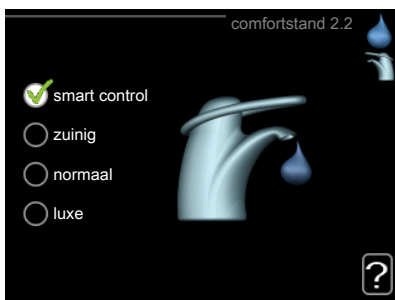 comfortstand 2.2
smart control
zuinig
normaal
luxe
?